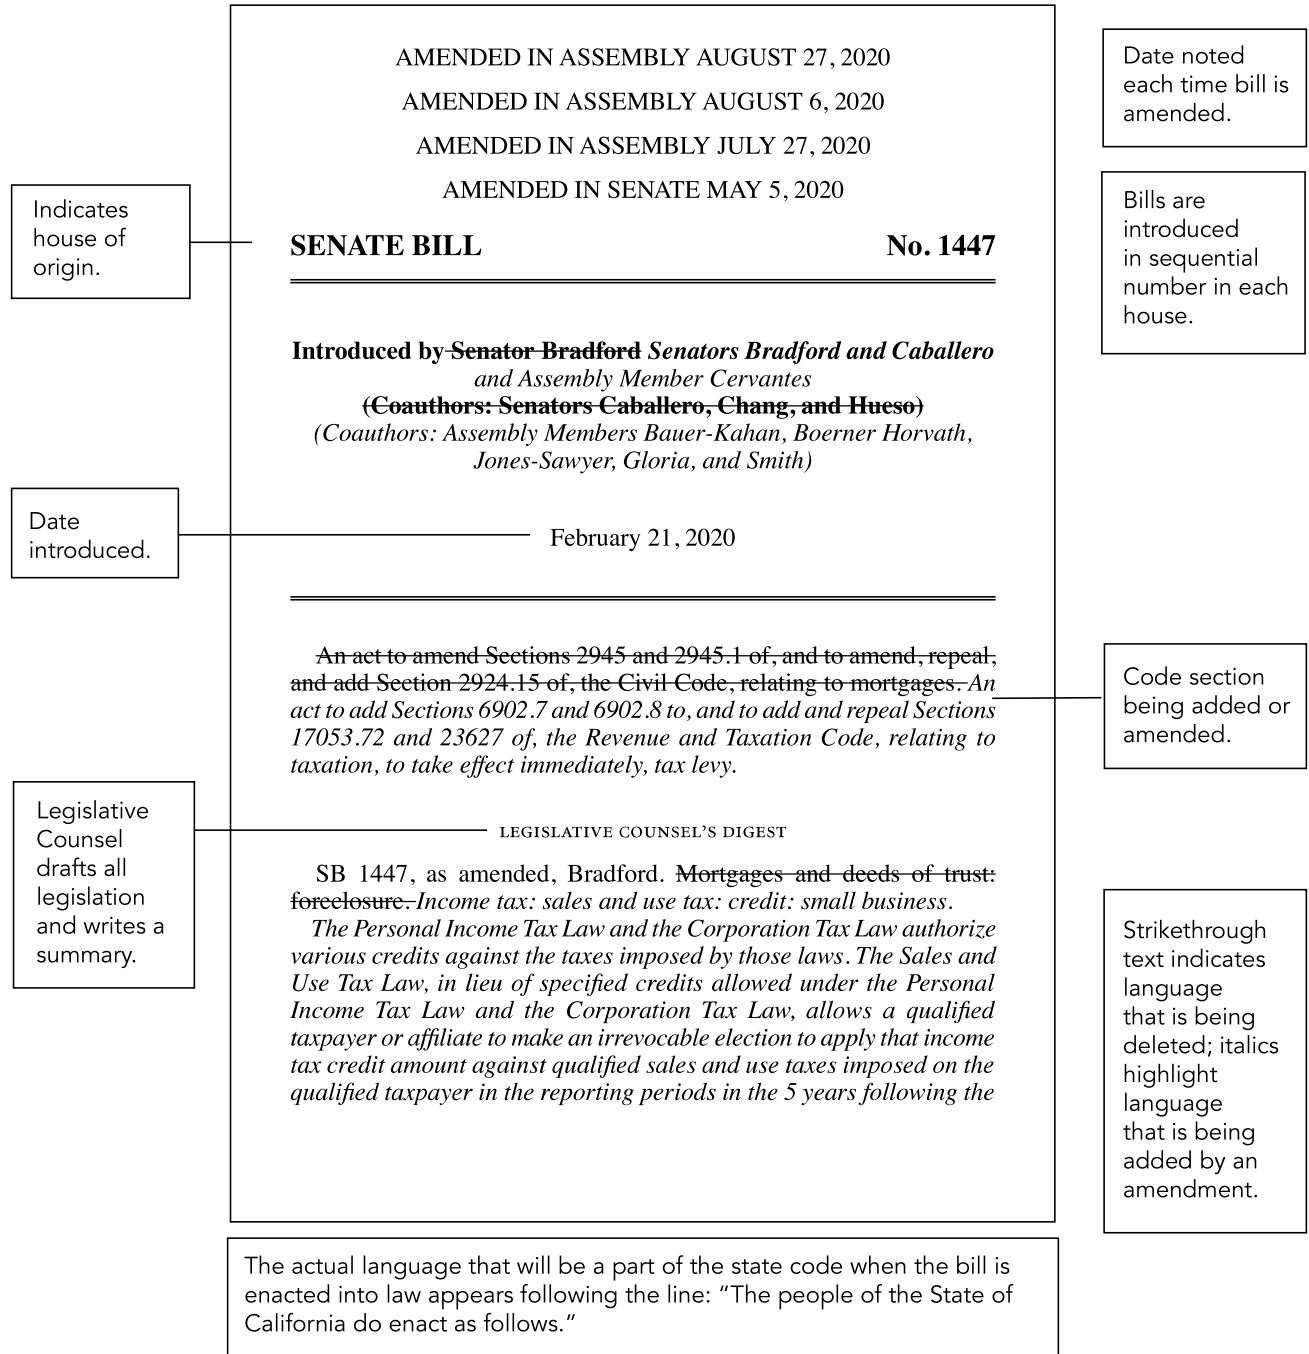 AMENDED IN ASSEMBLY AUGUST 27, 2020
AMENDED IN ASSEMBLY AUGUST 6, 2020
AMENDED IN ASSEMBLY JULY 27, 2020
AMENDED IN SENATE MAY 5, 2020
Date noted
each time bill is
amended.
Indicates
house of
origin.
SENATE BILL No. 1447
Bills are
introduced
in sequential
number in each
house.
Introduced by Senator Bradford Senators Bradford and Caballero
and Assembly Member Cervantes
(Coauthors: Senators Caballero, Chang, and Hueso)
(Coauthors: Assembly Members Bauer-Kahan, Boerner Horvath,
Jones-Sawyer, Gloria, and Smith)
Date
introduced.
February 21, 2020
An act to amend Sections 2945 and 2945.1 of, and to amend, repeal,
and add Section 2924.15 of, the Civil Code, relating to mortgages. An
act to add Sections 6902.7 and 6902.8 to, and to add and repeal Sections
17053.72 and 23627 of, the Revenue and Taxation Code, relating to
taxation, to take effect immediately, tax levy.
Code section
being added or
amended.
Legislative
Counsel
drafts all
legislation
and writes a
summary.
LEGISLATIVE COUNSEL’S DIGEST
SB 1447, as amended, Bradford. Mortgages and deeds of trust:
foreclosure. Income tax: sales and use tax: credit: small business.
The Personal Income Tax Law and the Corporation Tax Law authorize
various credits against the taxes imposed by those laws. The Sales and
Use Tax Law, in lieu of specified credits allowed under the Personal
Income Tax Law and the Corporation Tax Law, allows a qualified
taxpayer or affiliate to make an irrevocable election to apply that income
tax credit amount against qualified sales and use taxes imposed on the
qualified taxpayer in the reporting periods in the 5 years following the
Strikethrough
text indicates
language
that is being
deleted; italics
highlight
language
that is being
added by an
amendment.
The actual language that will be a part of the state code when the bill is
enacted into law appears following the line: “The people of the State of
California do enact as follows.”